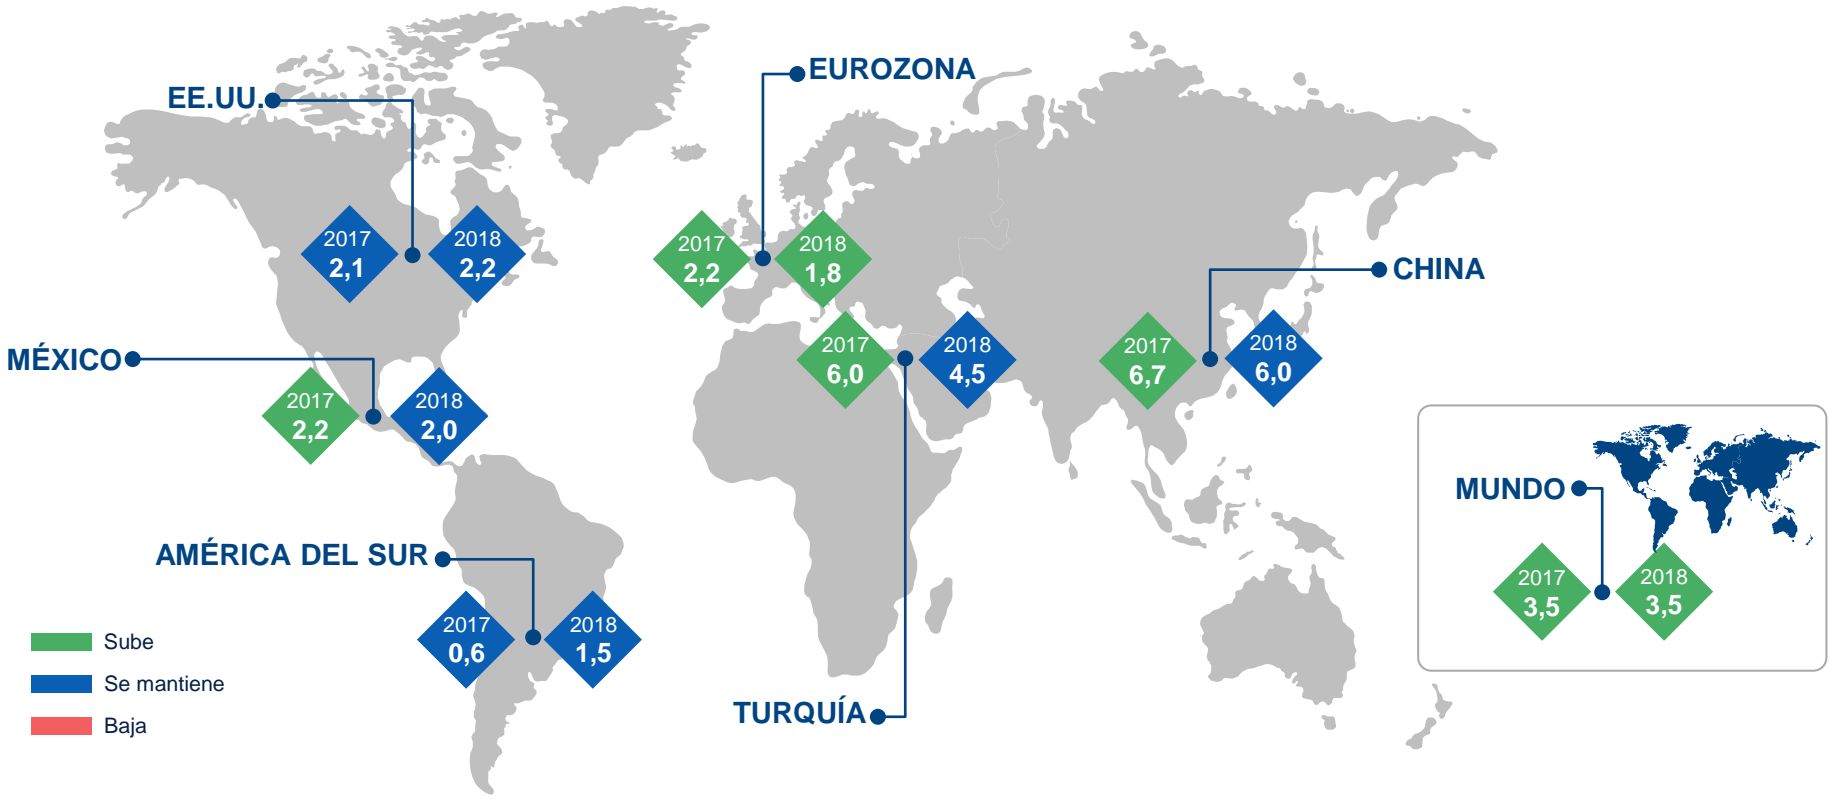 EUROZONA
EE.UU.
2017
2,1
2018
2,2
2017
2,2
2018
1,8
CHINA
MÉXICO
2017
2,2
2018
2,0
2017
6,0
2018
4,5
2017
6,7
2018
6,0
MUNDO
2017
3,5
2018
3,5
AMÉRICA DEL SUR
2017
0,6
2018
1,5
TURQUÍA
Sube
Se mantiene
Baja